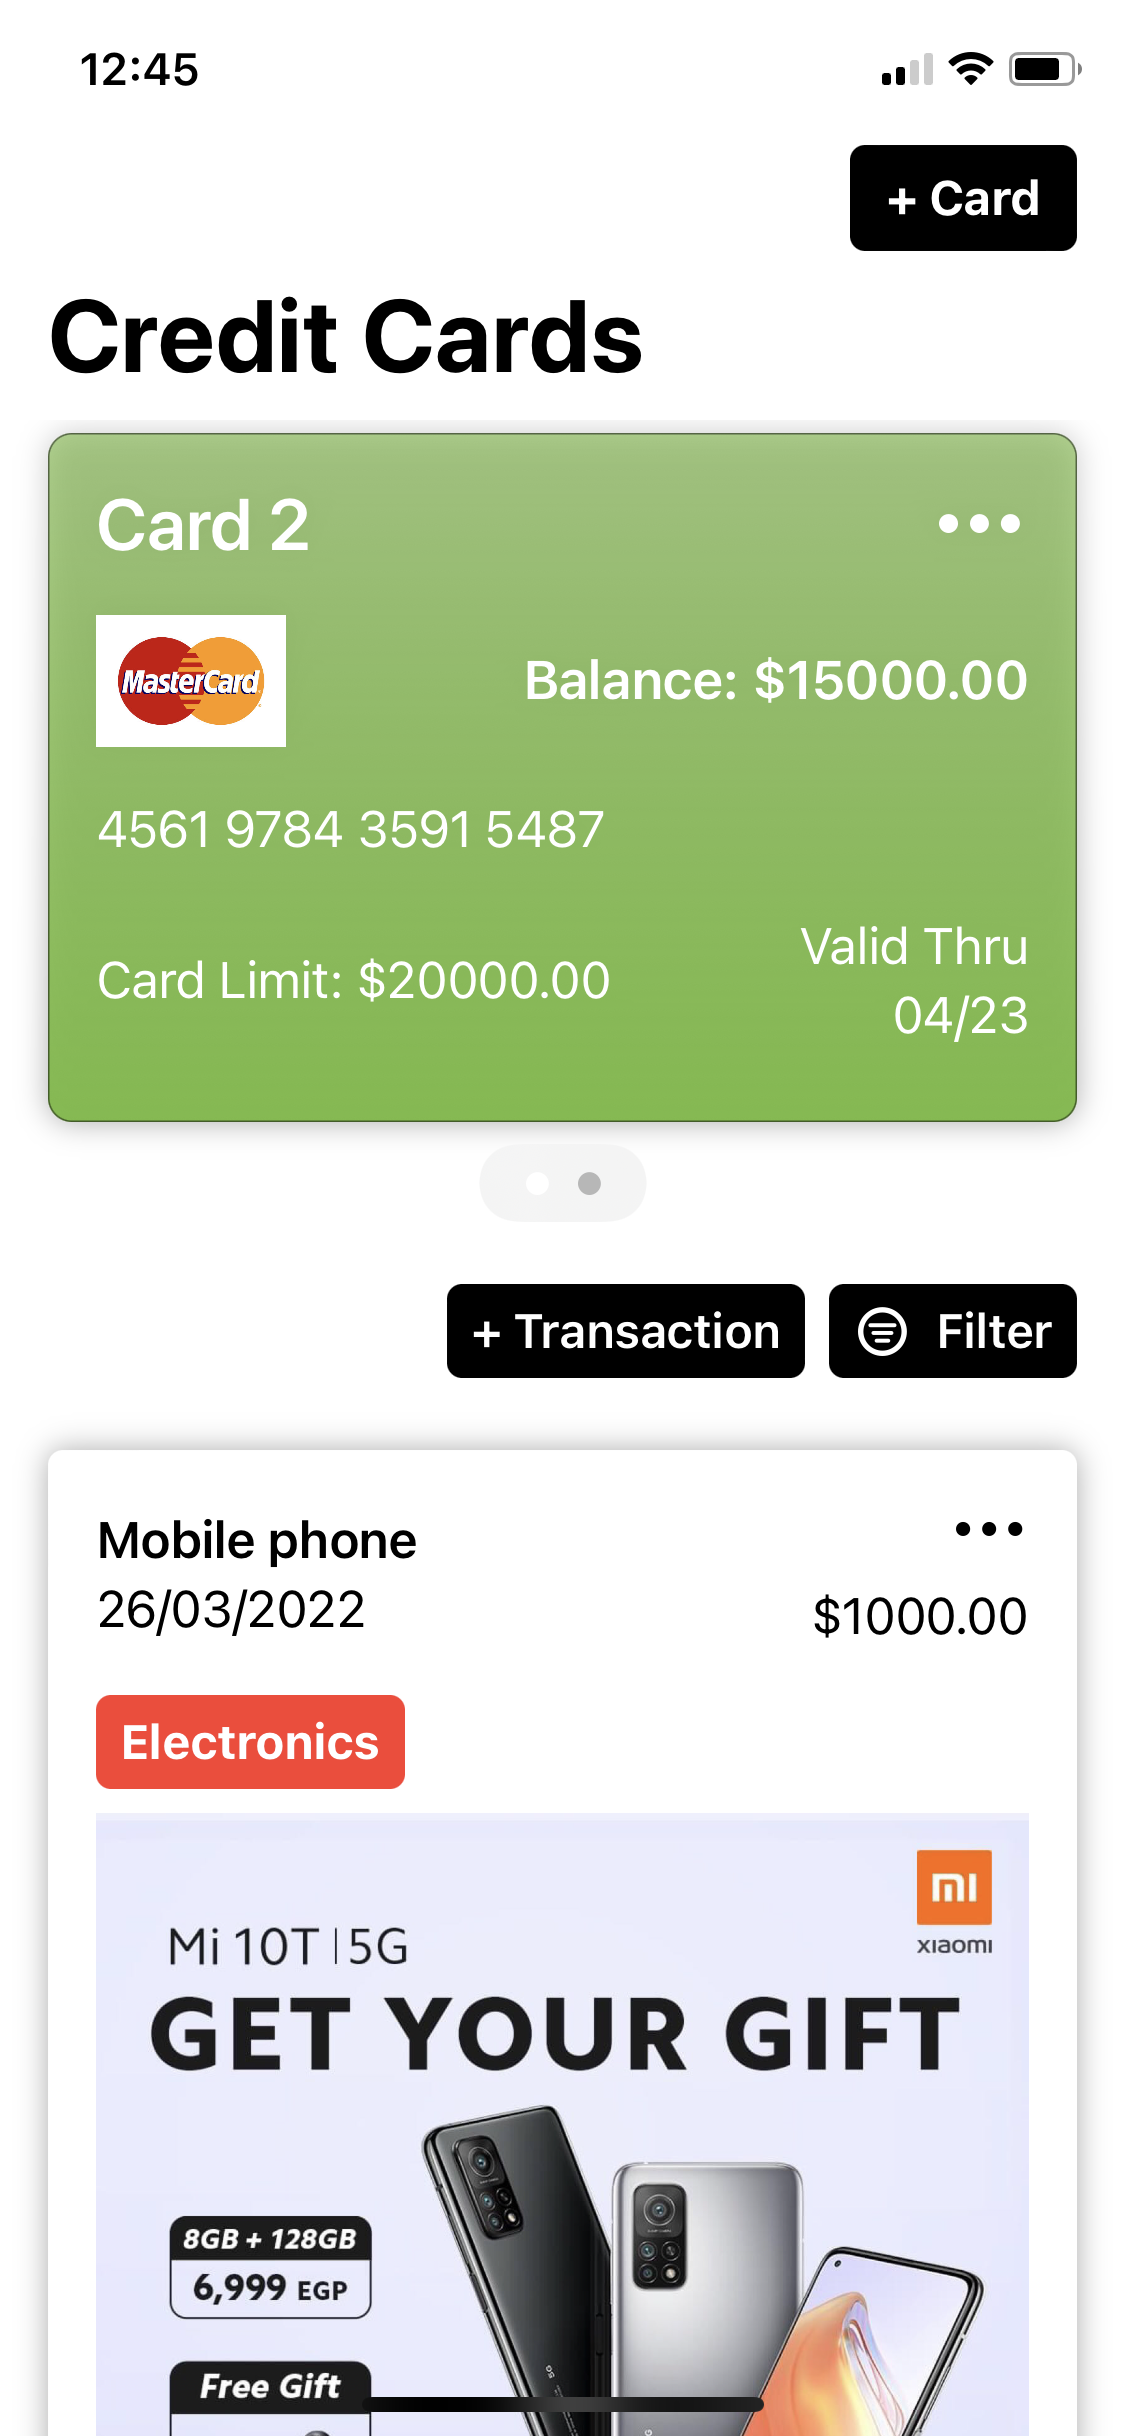 12:45
+ Card
Credit Cards
Card 2
MasterCard
Balance: $15000.00
4561 9784 3591 5487
Card Limit: $20000.00
Valid Thru
04/23
+ Transaction
Filter
Mobile phone
26/03/2022
$1000.00
Electronics
mi
xiaomi
Mi 10T | 5G
GET YOUR GIFT
8GB + 128GB
6,999 EGP
Free Gift
5G